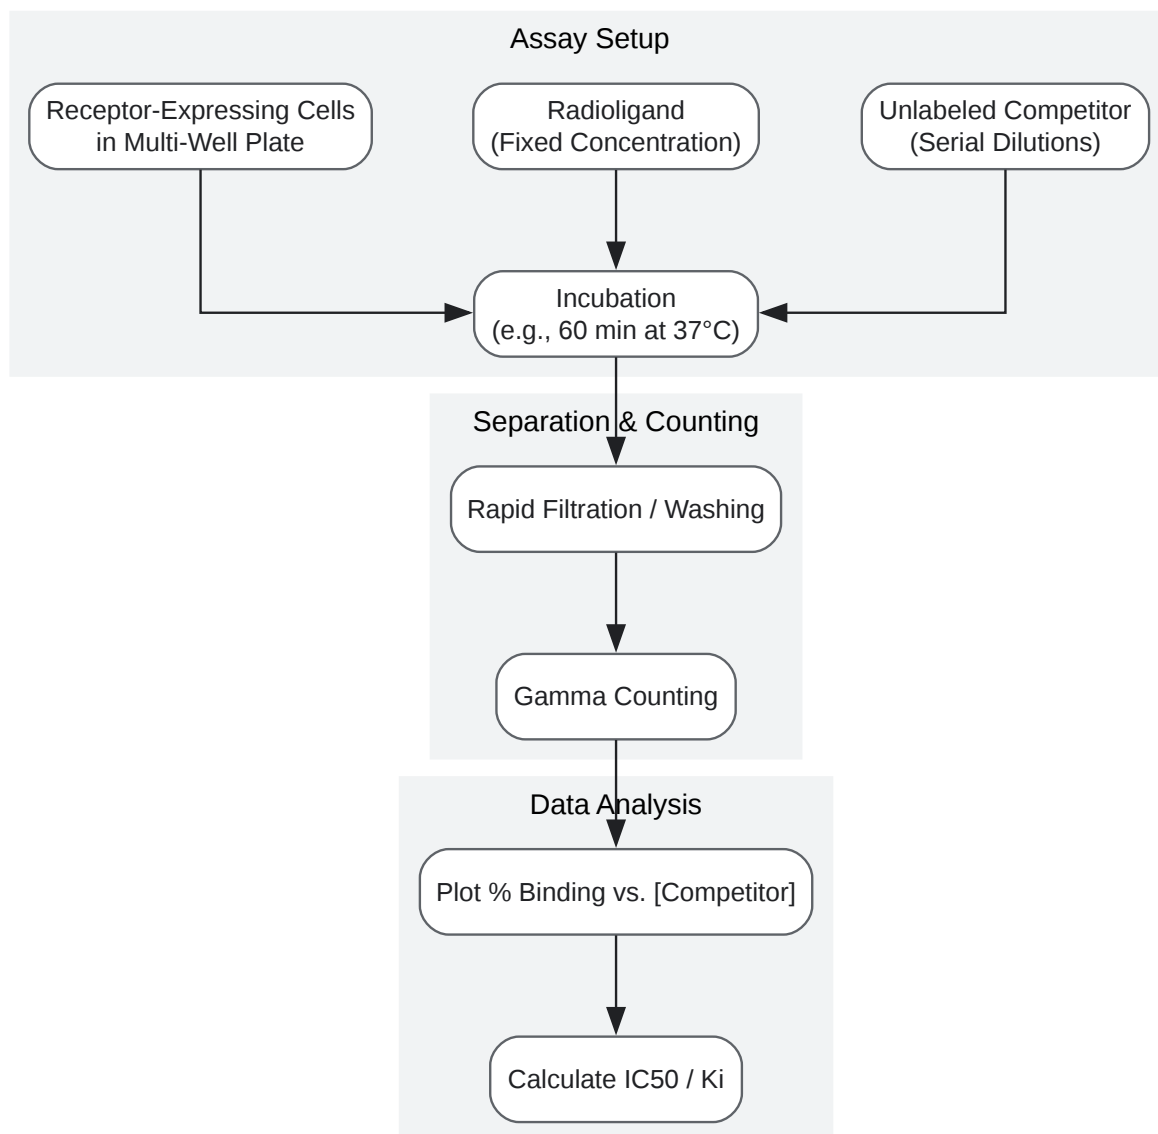 Assay Setup
Receptor-Expressing Cells
in Multi-Well Plate
Radioligand
(Fixed Concentration)
Unlabeled Competitor
(Serial Dilutions)
Incubation
(e.g., 60 min at 37°C)
Separation & Counting
Rapid Filtration / Washing
Gamma Counting
Data Analysis
Plot % Binding vs. [Competitor]
Calculate IC50 / Ki